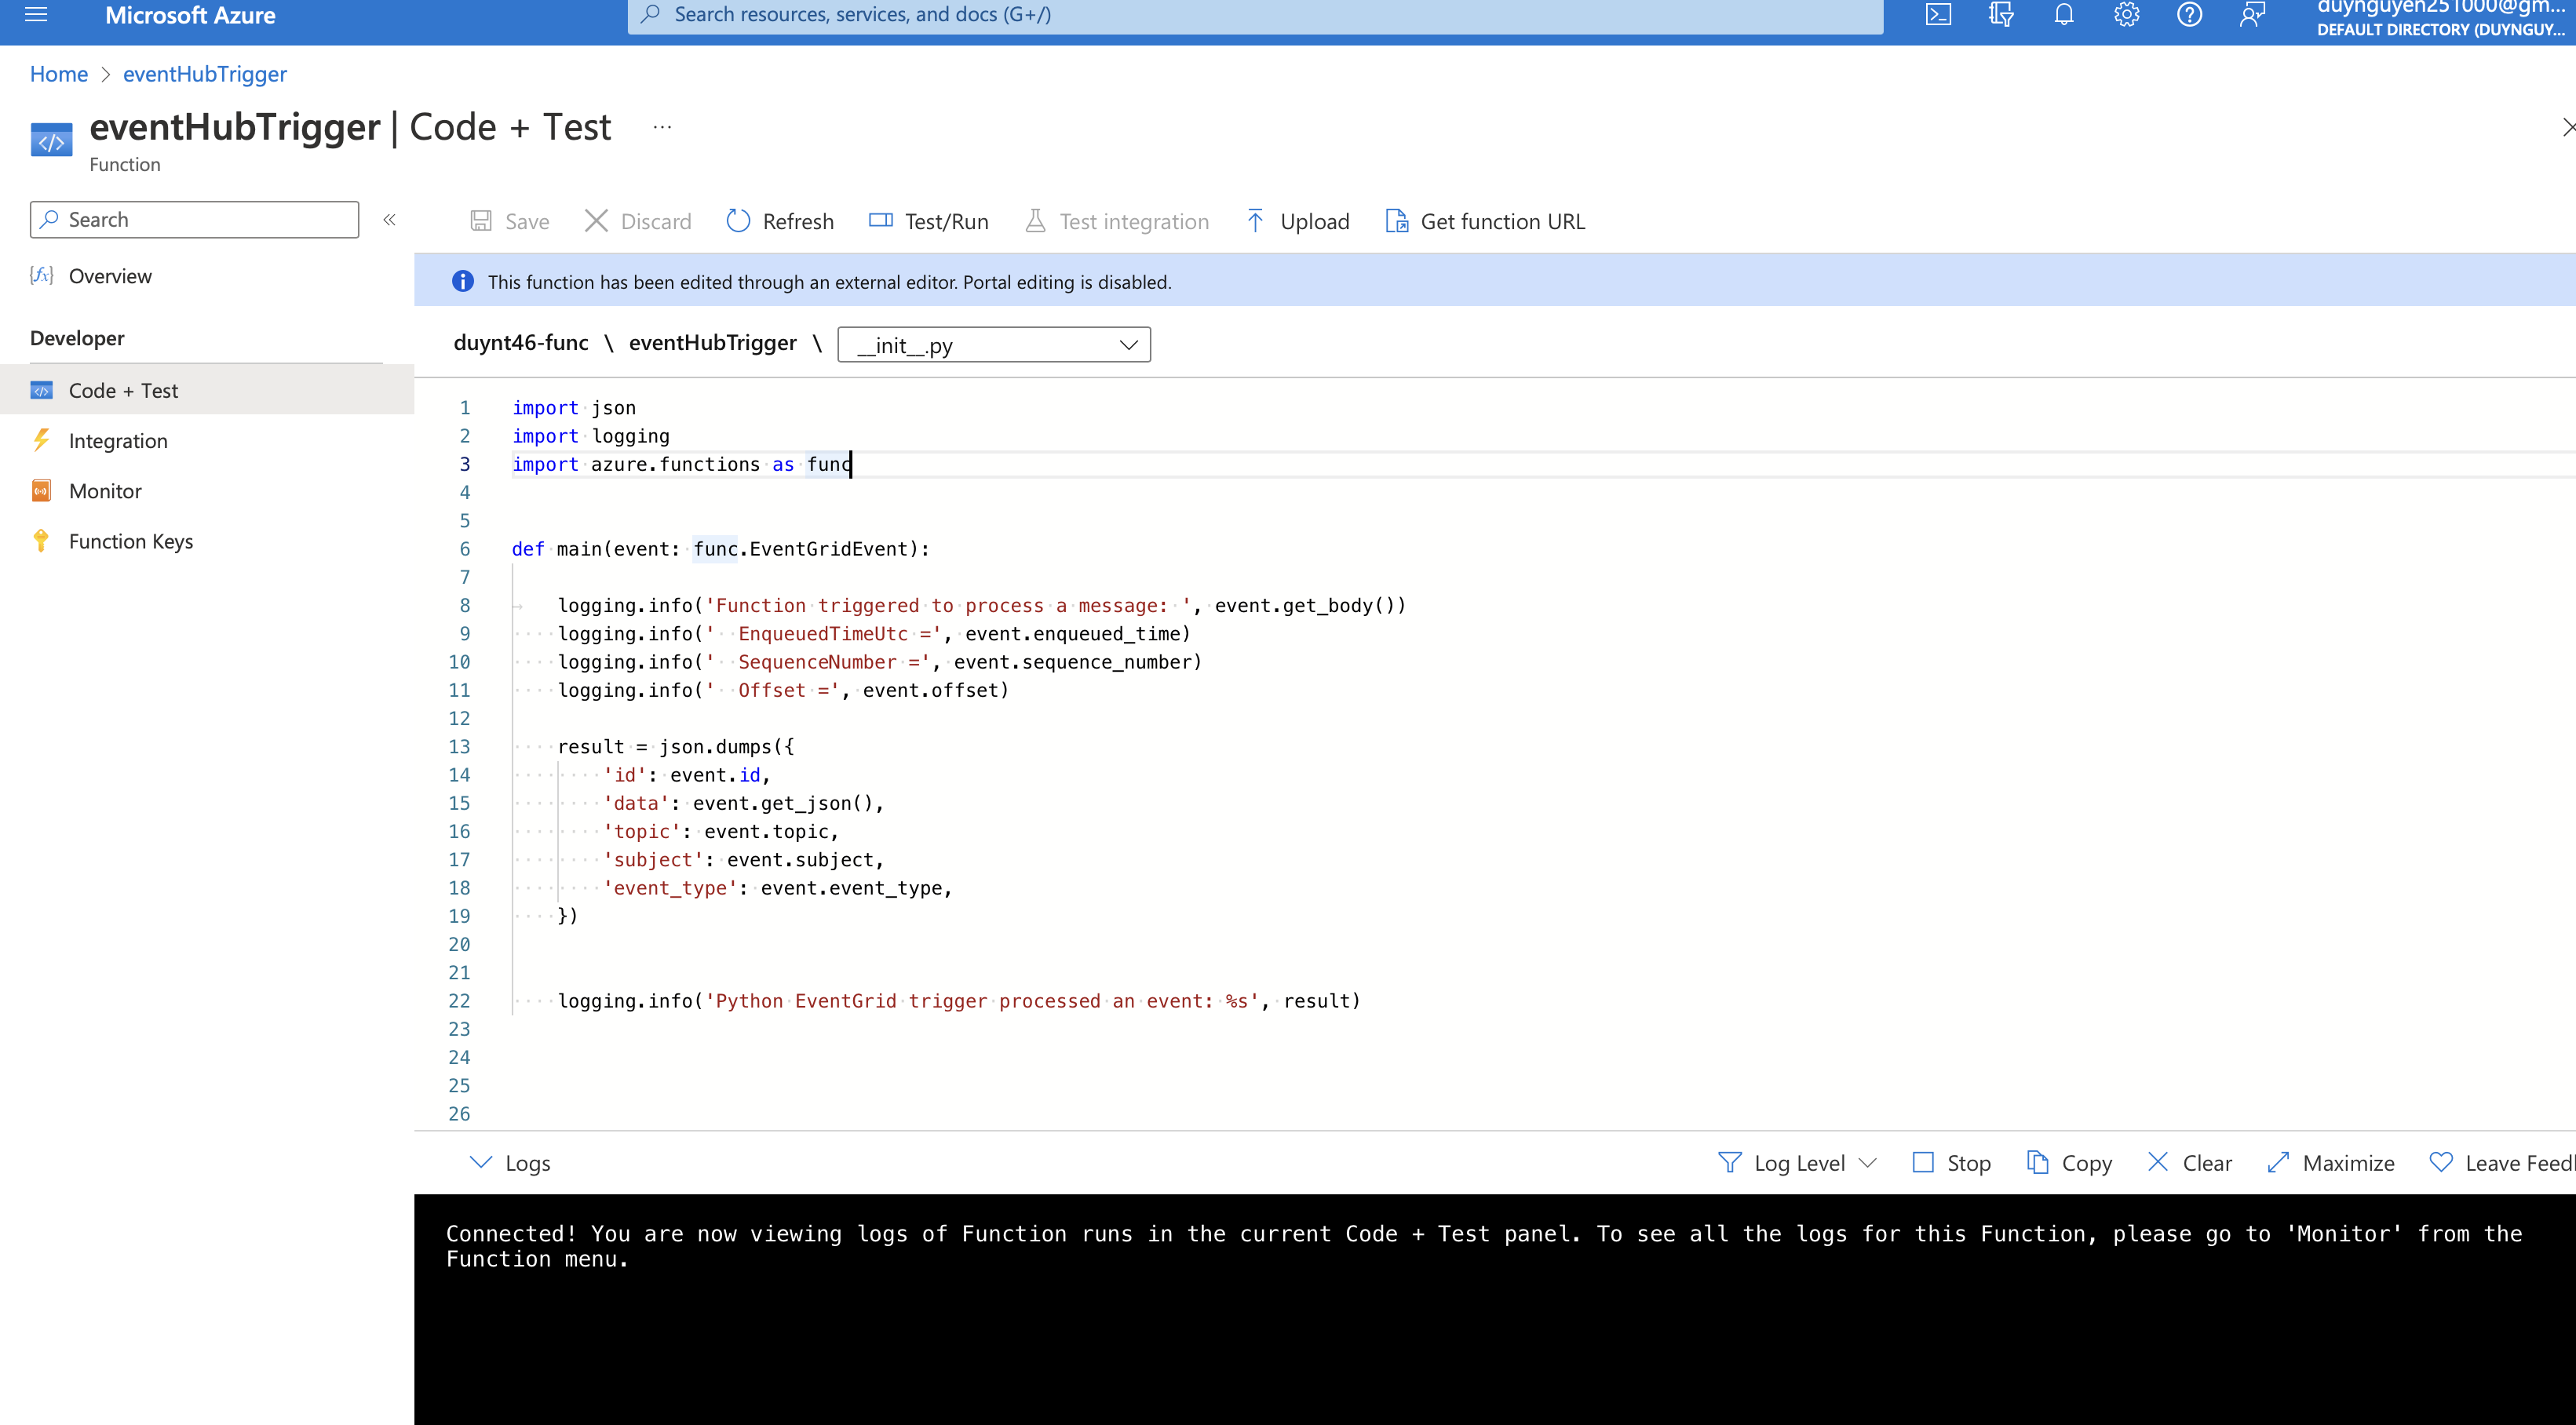 Microsoft Azure
Search resources, services, and docs (G+/)
duynguyen251000@gm...
DEFAULT DIRECTORY (DUYNGUY...
Home > eventHubTrigger
eventHubTrigger | Code + Test ...
Function
Search
«
Save
Discard
Refresh
Test/Run
Test integration
Upload
Get function URL
Overview
This function has been edited through an external editor. Portal editing is disabled.
Developer
duynt46-func \ eventHubTrigger \ __init__.py
Code + Test
Integration
Monitor
Function Keys
1 import json
2 import logging
3 import azure.functions as func
4
5
6 def main(event: func.EventGridEvent):
7
8     logging.info('Function triggered to process a message: ', event.get_body())
9     logging.info('  EnqueuedTimeUtc =', event.enqueued_time)
10     logging.info('  SequenceNumber =', event.sequence_number)
11     logging.info('  Offset =', event.offset)
12
13     result = json.dumps({
14         'id': event.id,
15         'data': event.get_json(),
16         'topic': event.topic,
17         'subject': event.subject,
18         'event_type': event.event_type,
19     })
20
21
22     logging.info('Python EventGrid trigger processed an event: %s', result)
23
24
25
26
Logs
Log Level
Stop
Copy
Clear
Maximize
Leave
Connected! You are now viewing logs of Function runs in the current Code + Test panel. To see all the logs for this Function, please go to 'Monitor' from the
Function menu.